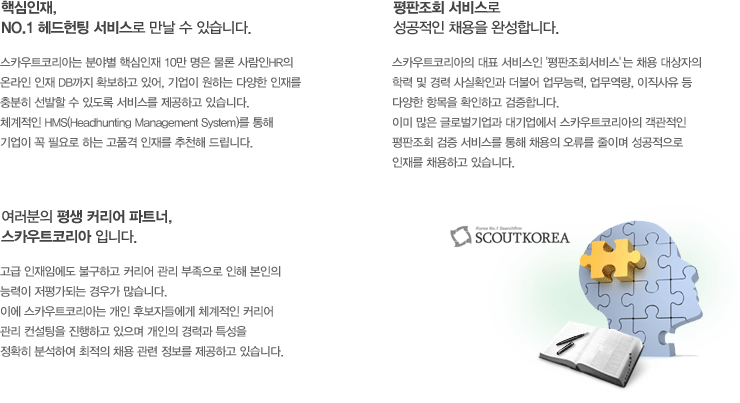 핵심인재,
NO.1 헤드헌팅 서비스로 만날 수 있습니다.
스카우트코리아는 분야별 핵심인재 10만 명은 물론 사람인HR의
온라인 인재 DB까지 확보하고 있어, 기업이 원하는 다양한 인재를
충분히 선발할 수 있도록 서비스를 제공하고 있습니다.
체계적인 HMS(Headhunting Management System)를 통해
기업이 꼭 필요로 하는 고품격 인재를 추천해 드립니다.
평판조회 서비스로
성공적인 채용을 완성합니다.
스카우트코리아의 대표 서비스인 '평판조회서비스'는 채용 대상자의
학력 및 경력 사실확인과 더불어 업무능력, 업무역량, 이직사유 등
다양한 항목을 확인하고 검증합니다.
이미 많은 글로벌기업과 대기업에서 스카우트코리아의 객관적인
평판조회 검증 서비스를 통해 채용의 오류를 줄이며 성공적으로
인재를 채용하고 있습니다.
여러분의 평생 커리어 파트너,
스카우트코리아 입니다.
고급 인재임에도 불구하고 커리어 관리 부족으로 인해 본인의
능력이 저평가되는 경우가 많습니다.
이에 스카우트코리아는 개인 후보자들에게 체계적인 커리어
관리 컨설팅을 진행하고 있으며 개인의 경력과 특성을
정확히 분석하여 최적의 채용 관련 정보를 제공하고 있습니다.
Korea No.1 Searchfirm
SCOUTKOREA